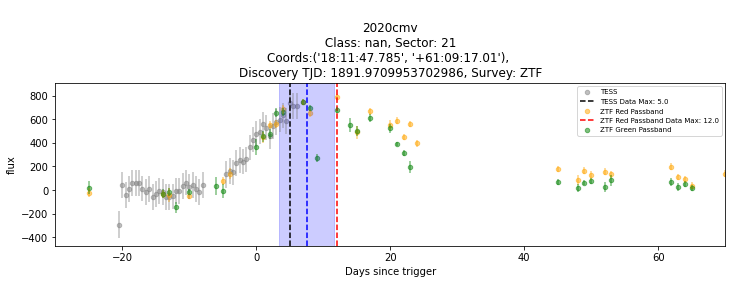 2020cmv
Class: nan, Sector: 21
Coords:('18:11:47.785', '+61:09:17.01'),
Discovery TJD: 1891.9709953702986, Survey: ZTF
TESS
TESS Data Max: 5.0
ZTF Red Passband
ZTF Red Passband Data Max: 12.0
ZTF Green Passband
flux
800
600
400
200
0
−200
−400
−20
0
20
40
60
Days since trigger